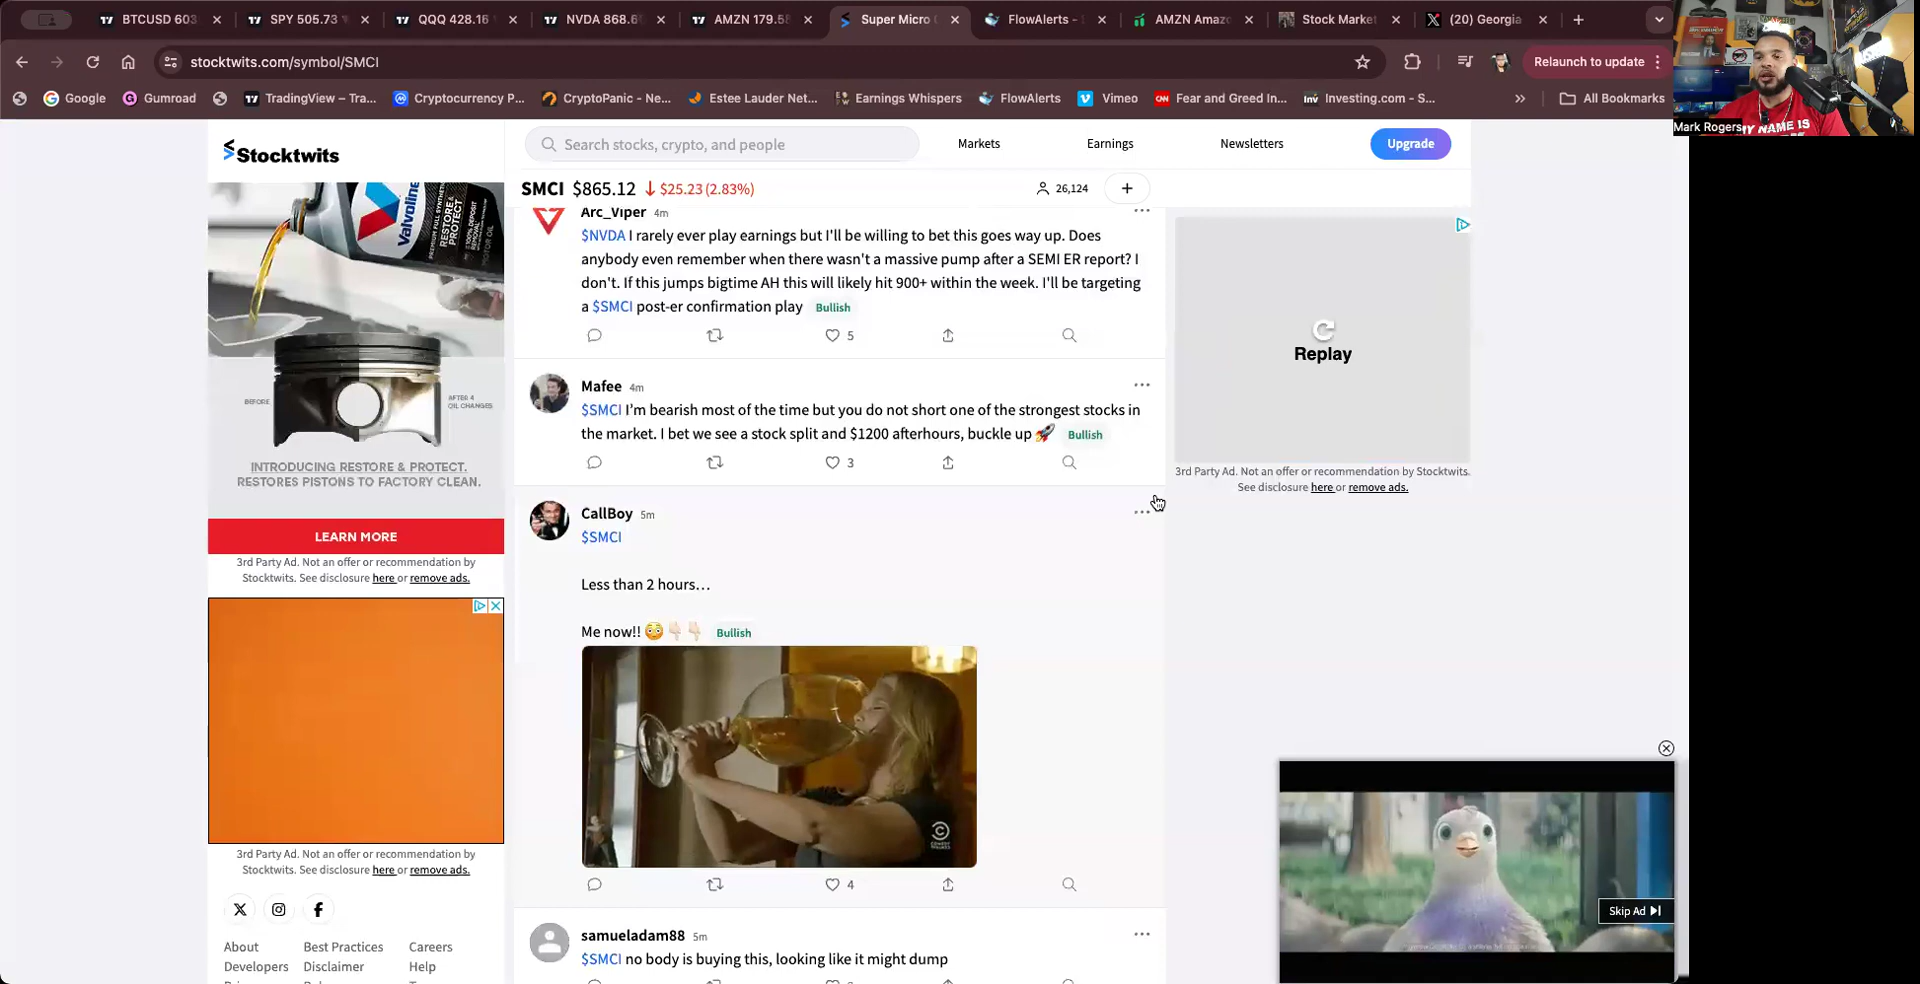 BTCUSD 603
SPY 505.73
QQQ 428.16
NVDA 868.6
AMZN 179.58
Super Micro
FlowAlerts -
AMZN Amaz
Stock Market
(20) Georgia
stocktwits.com/symbol/SMCI
Relaunch to update
Google
Gumroad
TradingView – Tra...
Cryptocurrency P...
CryptoPanic - Ne...
Estee Lauder Net...
Earnings Whispers
FlowAlerts
Vimeo
Fear and Greed In...
Investing.com - S...
All Bookmarks
Mark Rogers
MY NAME IS
Stocktwits
Search stocks, crypto, and people
Markets
Earnings
Newsletters
Upgrade
SMCI $865.12 ↓ $25.23 (2.83%)
26,124
+
Valvoline
RESTORE & PROTECT
BEFORE
AFTER 4
OIL CHANGES
INTRODUCING RESTORE & PROTECT.
RESTORES PISTONS TO FACTORY CLEAN.
LEARN MORE
3rd Party Ad. Not an offer or recommendation by
Stocktwits. See disclosure here or remove ads.
3rd Party Ad. Not an offer or recommendation by
Stocktwits. See disclosure here or remove ads.
About
Best Practices
Careers
Developers
Disclaimer
Help
Arc_Viper 4m
$NVDA I rarely ever play earnings but I'll be willing to bet this goes way up. Does
anybody even remember when there wasn't a massive pump after a SEMI ER report? I
don't. If this jumps bigtime AH this will likely hit 900+ within the week. I'll be targeting
a $SMCI post-er confirmation play Bullish
5
Mafee 4m
$SMCI I’m bearish most of the time but you do not short one of the strongest stocks in
the market. I bet we see a stock split and $1200 afterhours, buckle up 🚀 Bullish
3
CallBoy 5m
$SMCI
Less than 2 hours…
Me now!! 😳👇🏻👇🏻 Bullish
4
samueladam88 5m
$SMCI no body is buying this, looking like it might dump
Replay
3rd Party Ad. Not an offer or recommendation by Stocktwits.
See disclosure here or remove ads.
Skip Ad